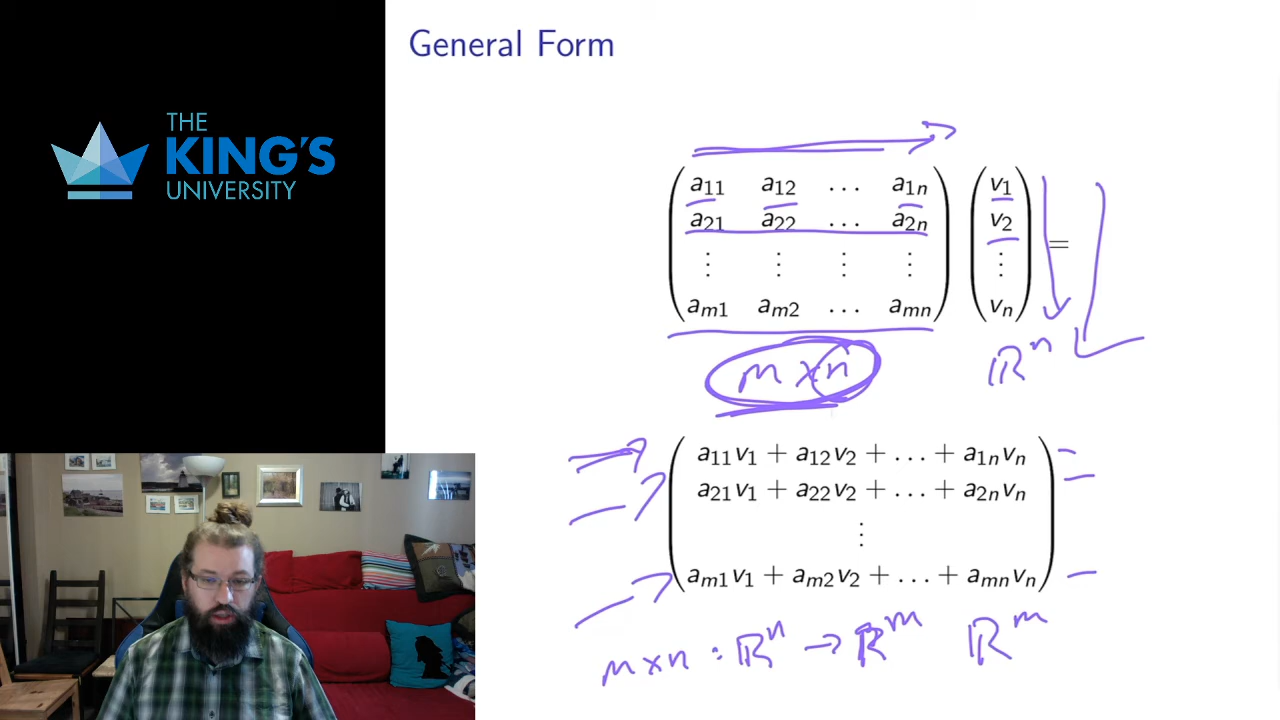 THE
KING'S
UNIVERSITY
General Form
a11 a12 ... a1n v1
a21 a22 ... a2n v2
⋮ ⋮ ⋮ ⋮ ⋮ =
am1 am2 ... amn vn
m × n ℝⁿ
a11v1 + a12v2 + ... + a1nvn
a21v1 + a22v2 + ... + a2nvn
⋮
am1v1 + am2v2 + ... + amnvn
m×n : ℝⁿ → ℝᵐ ℝᵐ